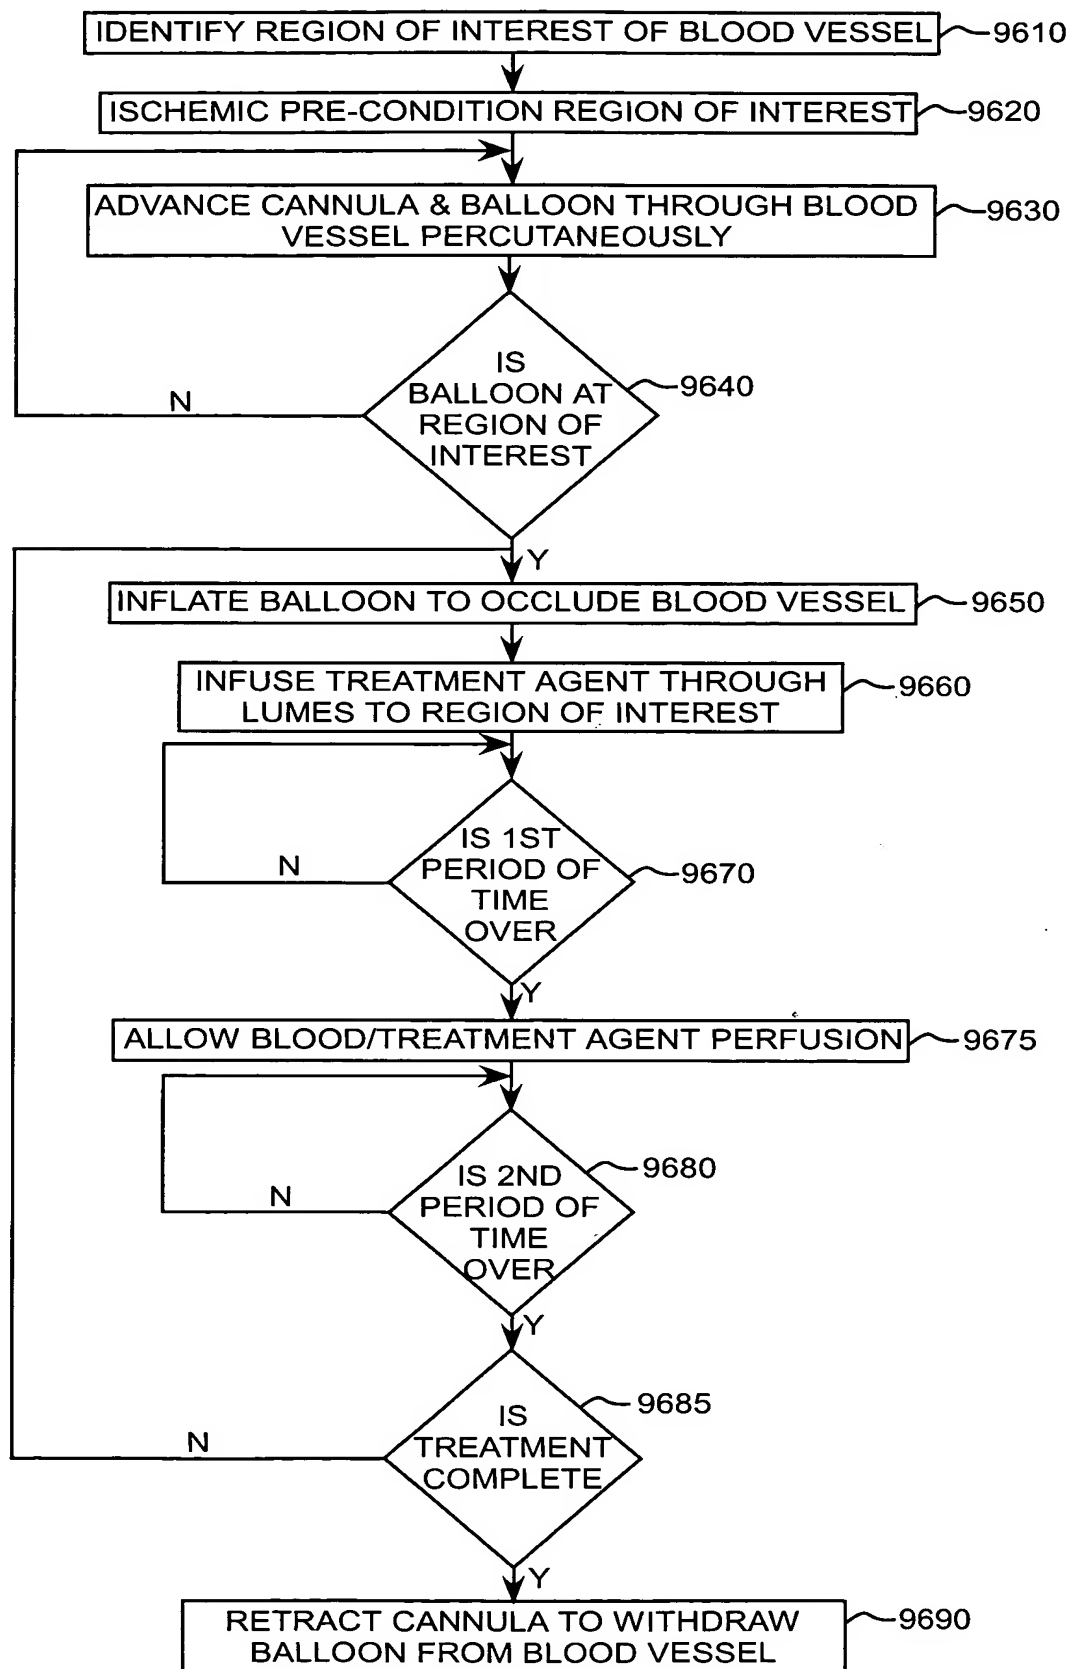 IDENTIFY REGION OF INTEREST OF BLOOD VESSEL
9610
ISCHEMIC PRE-CONDITION REGION OF INTEREST
9620
ADVANCE CANNULA & BALLOON THROUGH BLOOD
VESSEL PERCUTANEOUSLY
9630
IS
BALLOON AT
REGION OF
INTEREST
9640
N
Y
INFLATE BALLOON TO OCCLUDE BLOOD VESSEL
9650
INFUSE TREATMENT AGENT THROUGH
LUMES TO REGION OF INTEREST
9660
IS 1ST
PERIOD OF
TIME
OVER
9670
N
Y
ALLOW BLOOD/TREATMENT AGENT PERFUSION
9675
IS 2ND
PERIOD OF
TIME
OVER
9680
N
Y
IS
TREATMENT
COMPLETE
9685
N
Y
RETRACT CANNULA TO WITHDRAW
BALLOON FROM BLOOD VESSEL
9690